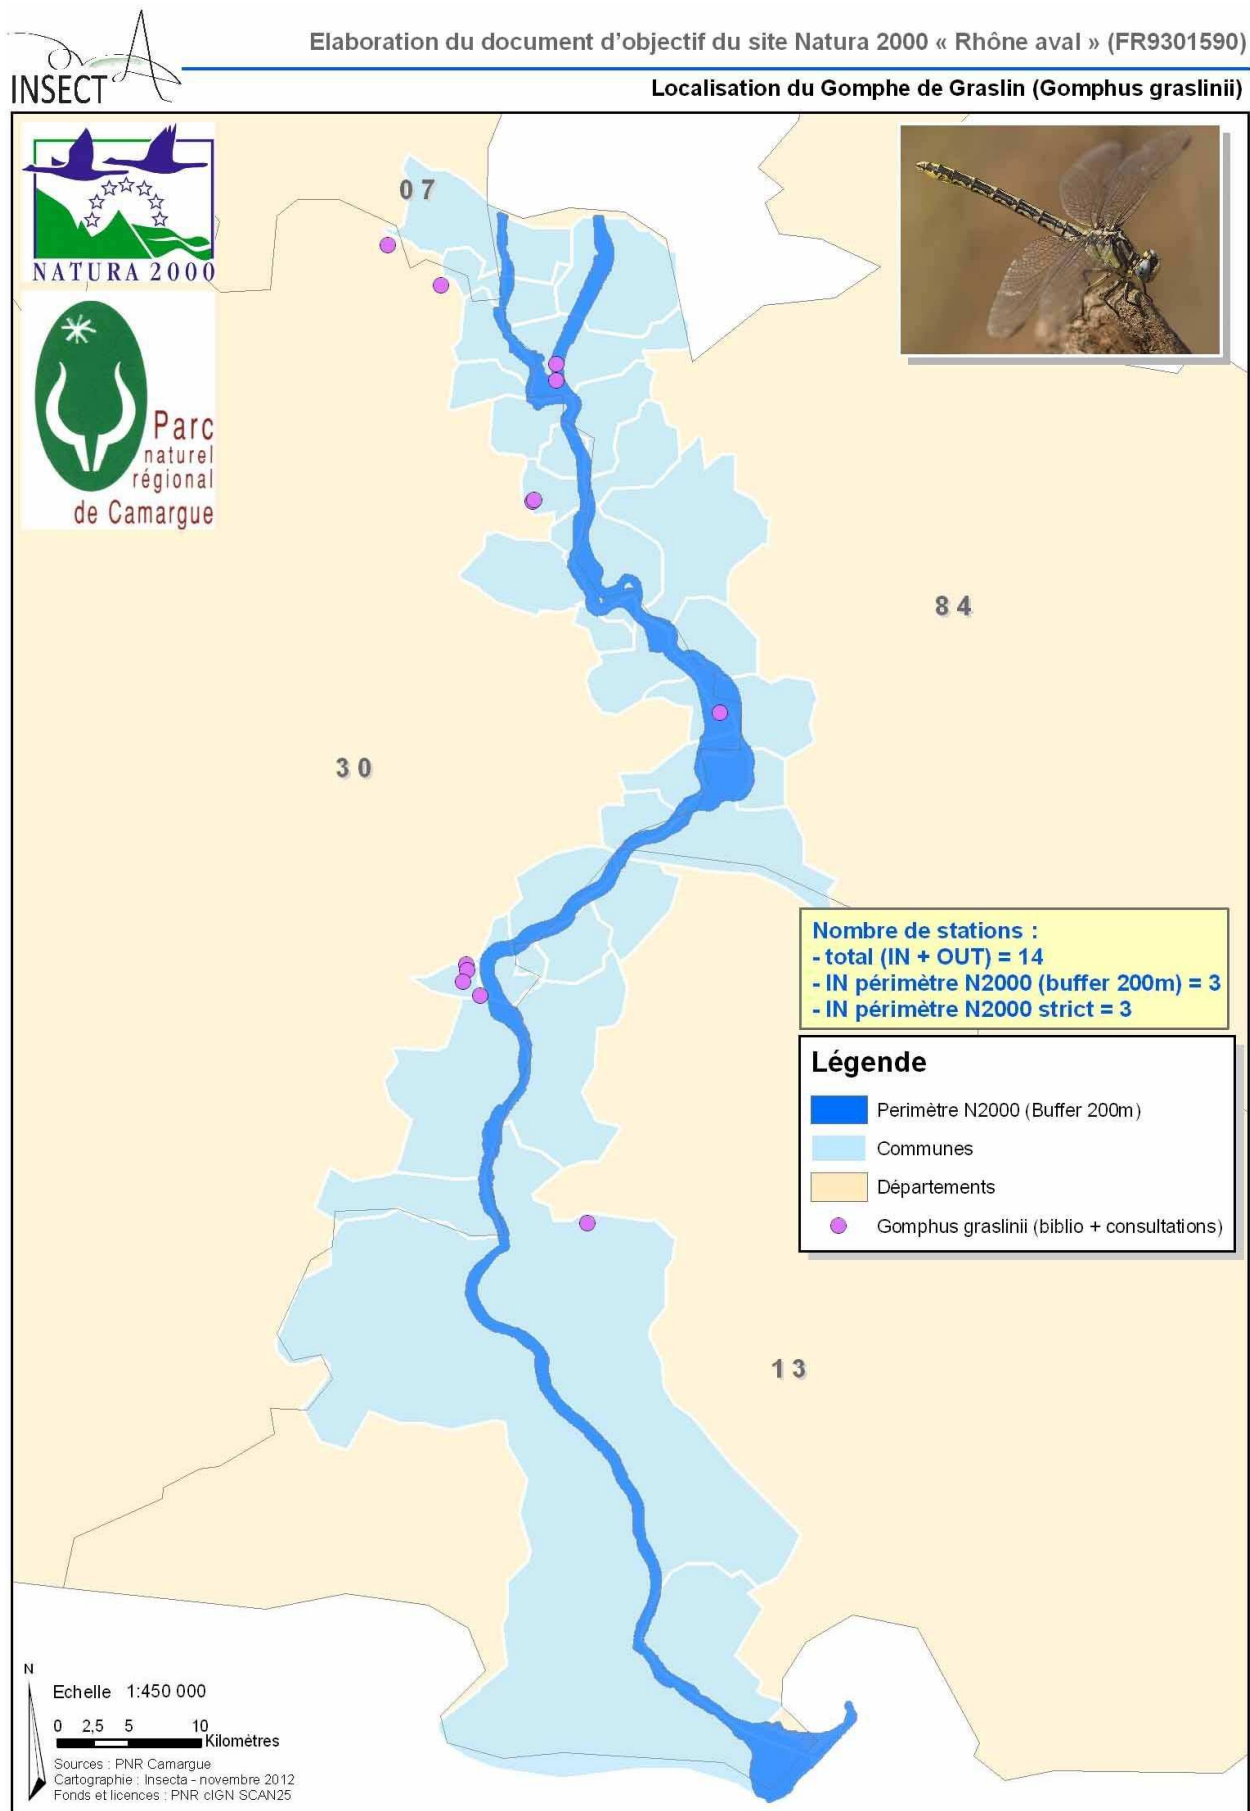 Elaboration du document d'objectif du site Natura 2000 « Rhône aval » (FR9301590)
INSECT A
Localisation du Gomphe de Graslin (Gomphus graslinii)
NATURA 2000
Parc
naturel
régional
de Camargue
07
84
30
Nombre de stations :
- total (IN + OUT) = 14
- IN périmètre N2000 (buffer 200m) = 3
- IN périmètre N2000 strict = 3
Légende
Perimètre N2000 (Buffer 200m)
Communes
Départements
Gomphus graslinii (biblio + consultations)
13
N
Echelle 1:450 000
0 2,5 5 10
Kilomètres
Sources : PNR Camargue
Cartographie : Insecta - novembre 2012
Fonds et licences : PNR cIGN SCAN25